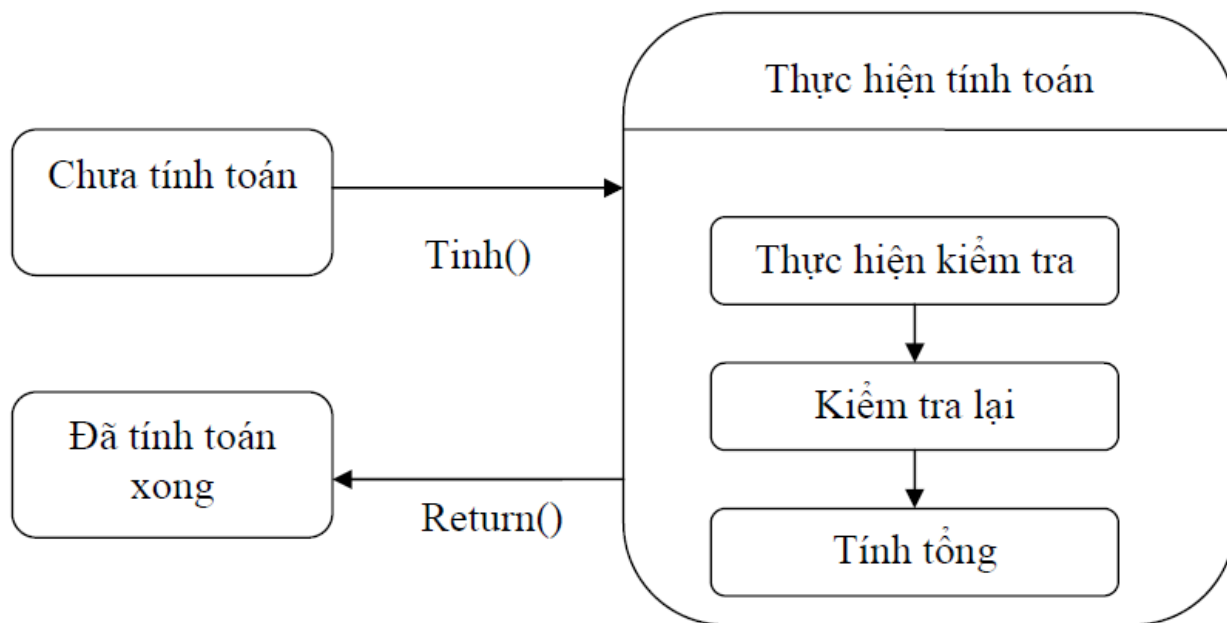 Thực hiện tính toán
Chưa tính toán
Tinh()
Thực hiện kiểm tra
Kiểm tra lại
Đã tính toán
xong
Return()
Tính tổng